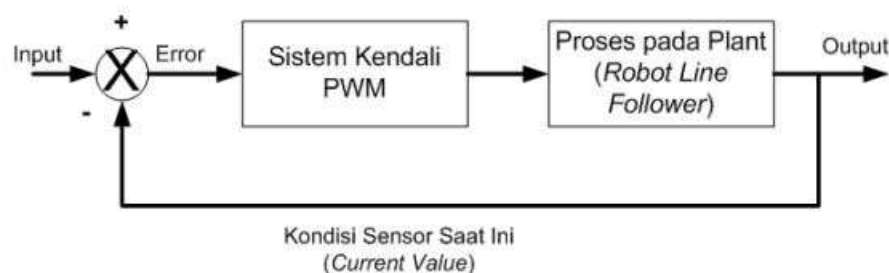 +
Input
Error
-
Sistem Kendali
PWM
Proses pada Plant
(Robot Line
Follower)
Output
Kondisi Sensor Saat Ini
(Current Value)